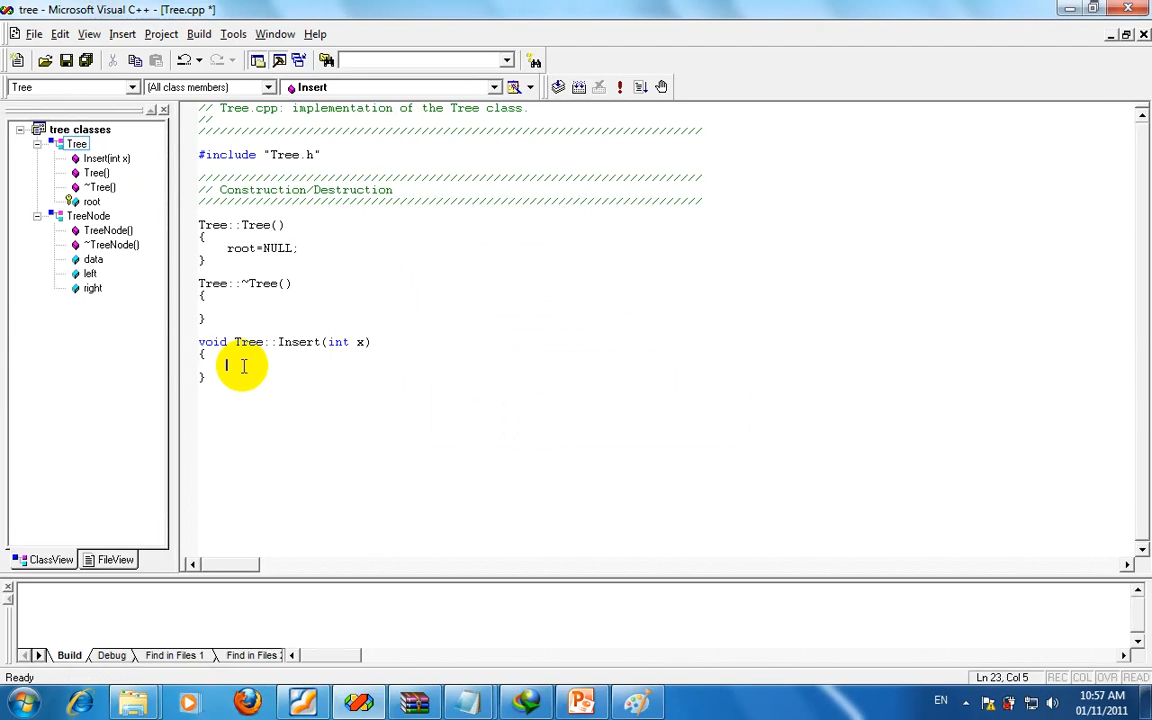 tree - Microsoft Visual C++ - [Tree.cpp *]
File Edit View Insert Project Build Tools Window Help
Tree (All class members) Insert
tree classes
Tree
Insert(int x)
Tree()
~Tree()
root
TreeNode
TreeNode()
~TreeNode()
data
left
right
ClassView FileView
// Tree.cpp: implementation of the Tree class.
//
//////////////////////////////////////////////////////////////////////
#include "Tree.h"
//////////////////////////////////////////////////////////////////////
// Construction/Destruction
//////////////////////////////////////////////////////////////////////
Tree::Tree()
{
root=NULL;
}
Tree::~Tree()
{
}
void Tree::Insert(int x)
{
}
Build Debug Find in Files 1 Find in Files 2
Ready Ln 23, Col 5 REC COL OVR READ
EN 10:57 AM
01/11/2011